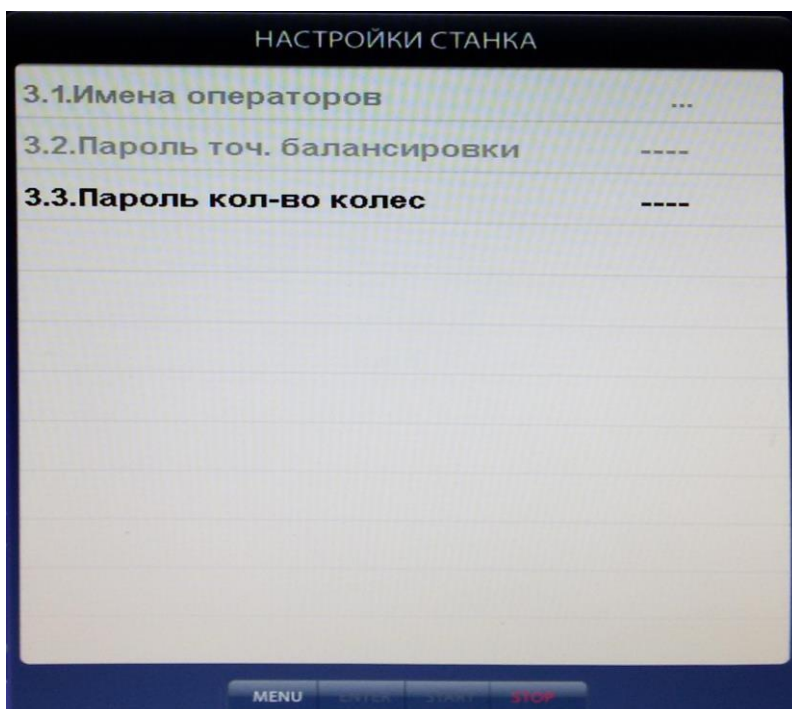 НАСТРОЙКИ СТАНКА
3.1.Имена операторов ...
3.2.Пароль точ. балансировки ----
3.3.Пароль кол-во колес ----
MENU ENTER START STOP